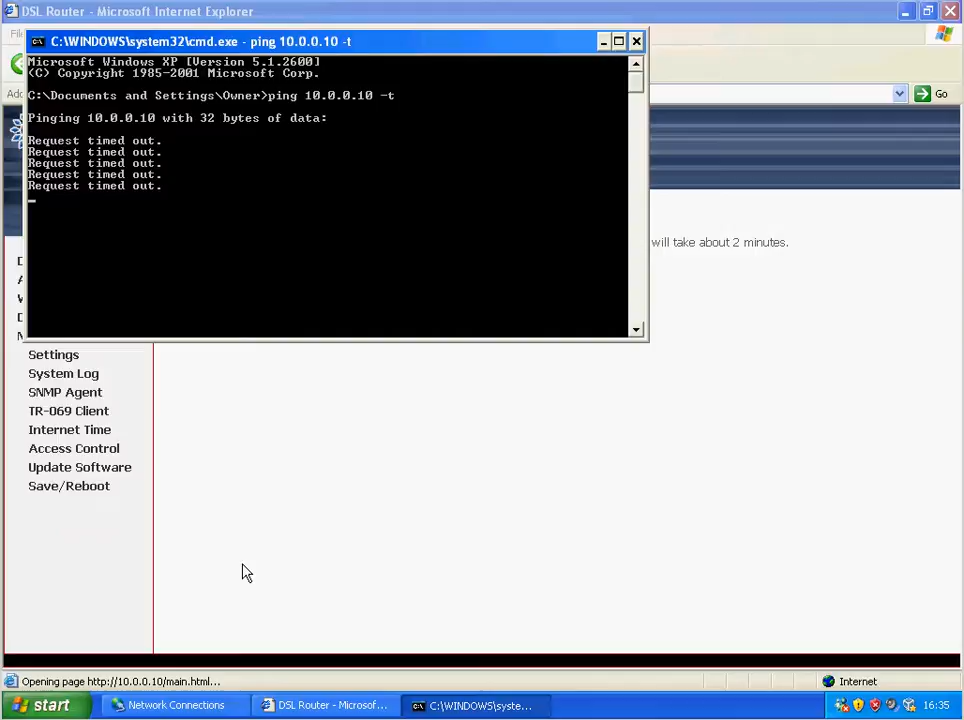 DSL Router - Microsoft Internet Explorer
C:\WINDOWS\system32\cmd.exe - ping 10.0.0.10 -t
Microsoft Windows XP [Version 5.1.2600]
(C) Copyright 1985-2001 Microsoft Corp.
C:\Documents and Settings\Owner>ping 10.0.0.10 -t
Go
Pinging 10.0.0.10 with 32 bytes of data:
Request timed out.
Request timed out.
Request timed out.
Request timed out.
Request timed out.
will take about 2 minutes.
Settings
System Log
SNMP Agent
TR-069 Client
Internet Time
Access Control
Update Software
Save/Reboot
Opening page http://10.0.0.10/main.html...
Internet
start
Network Connections
DSL Router - Microsof...
C:\WINDOWS\syste...
16:35